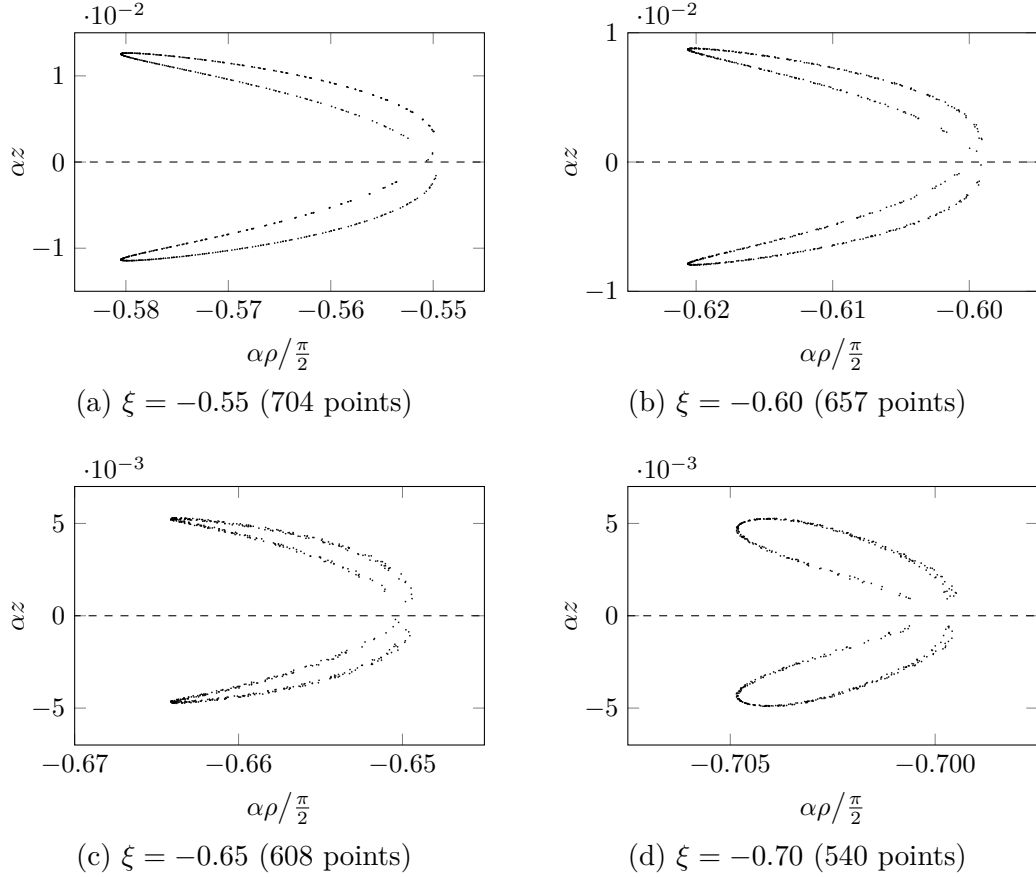 ·10⁻²
1
0
−1
αz
−0.58 −0.57 −0.56 −0.55
αρ/π/2
(a) ξ = −0.55 (704 points)
1
0
−1
αz
−0.62 −0.61 −0.60
αρ/π/2
(b) ξ = −0.60 (657 points)
·10⁻²
·10⁻³
5
0
−5
αz
−0.67 −0.66 −0.65
αρ/π/2
(c) ξ = −0.65 (608 points)
·10⁻³
5
0
−5
αz
−0.705 −0.700
αρ/π/2
(d) ξ = −0.70 (540 points)